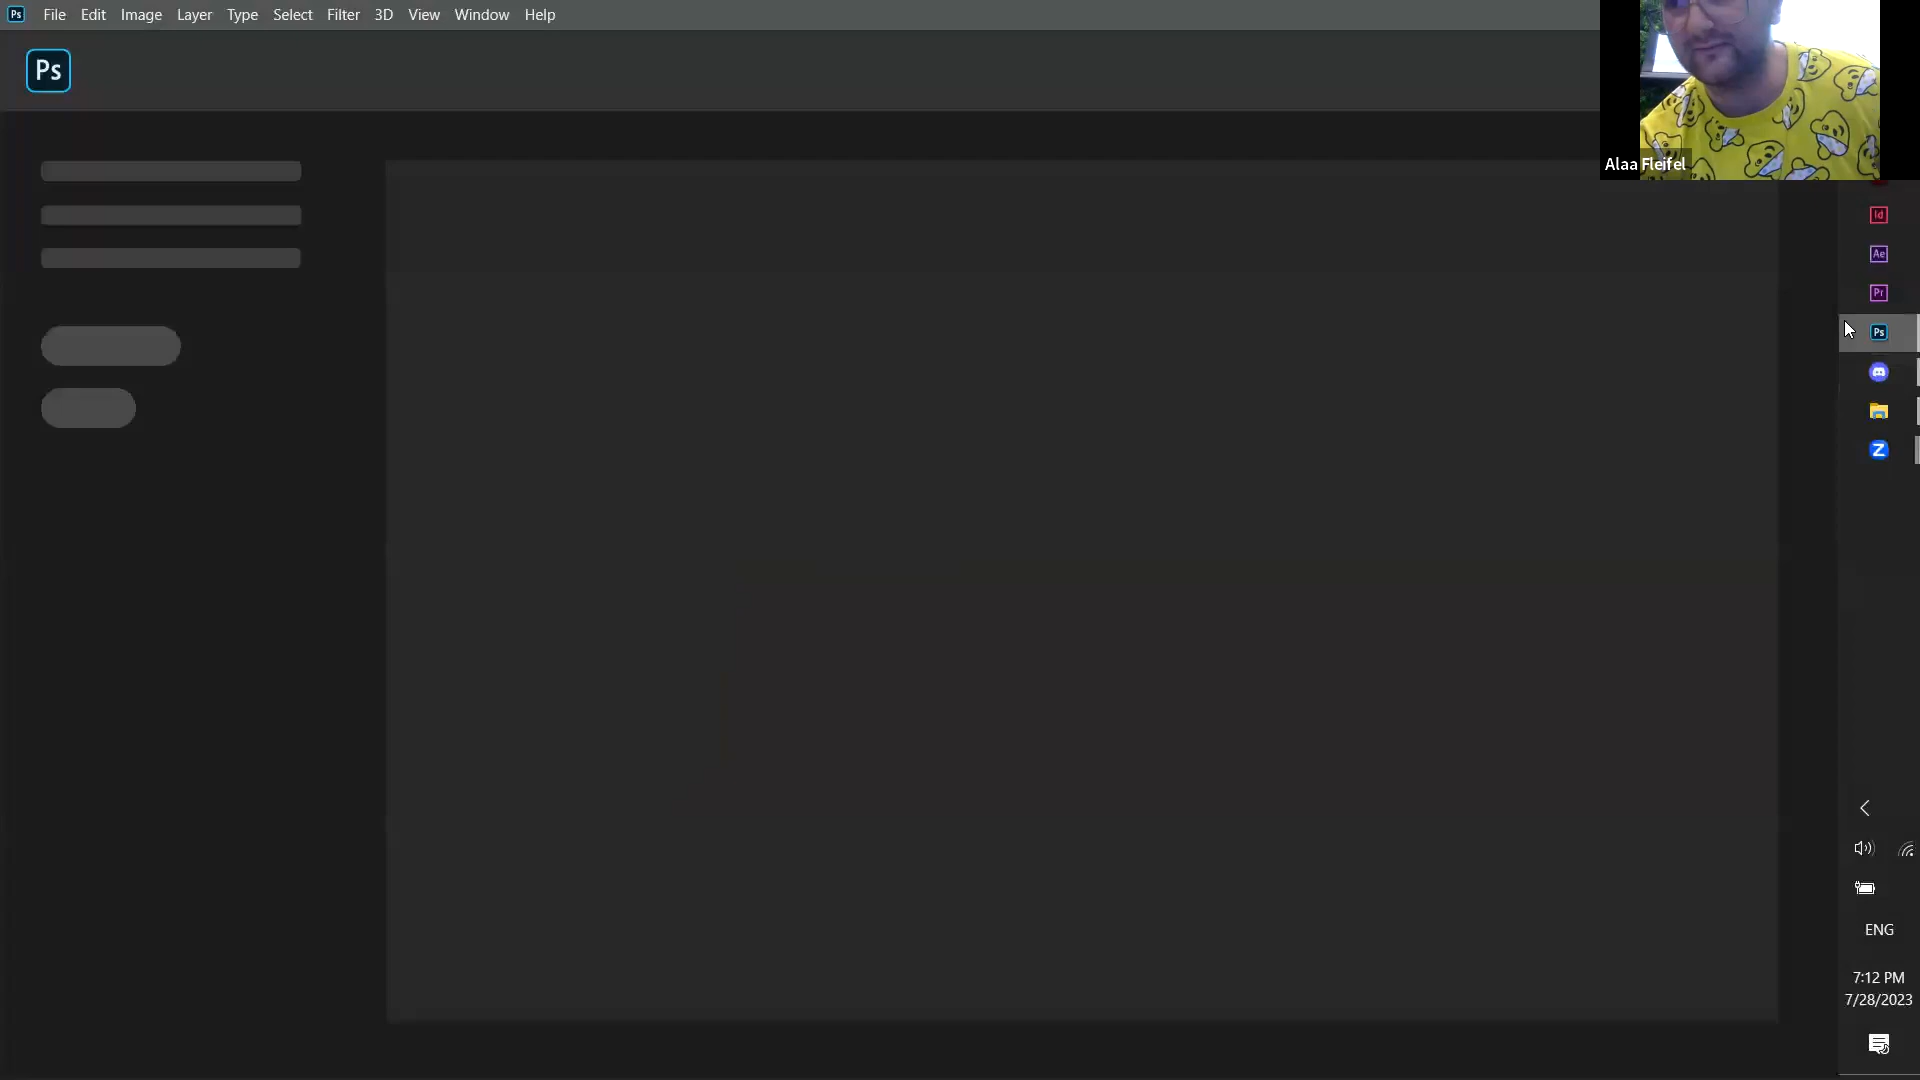 Ps File Edit Image Layer Type Select Filter 3D View Window Help
Ps
Alaa Fleifel
Id
Ae
Pr
Ps
Z
ENG
7:12 PM
7/28/2023